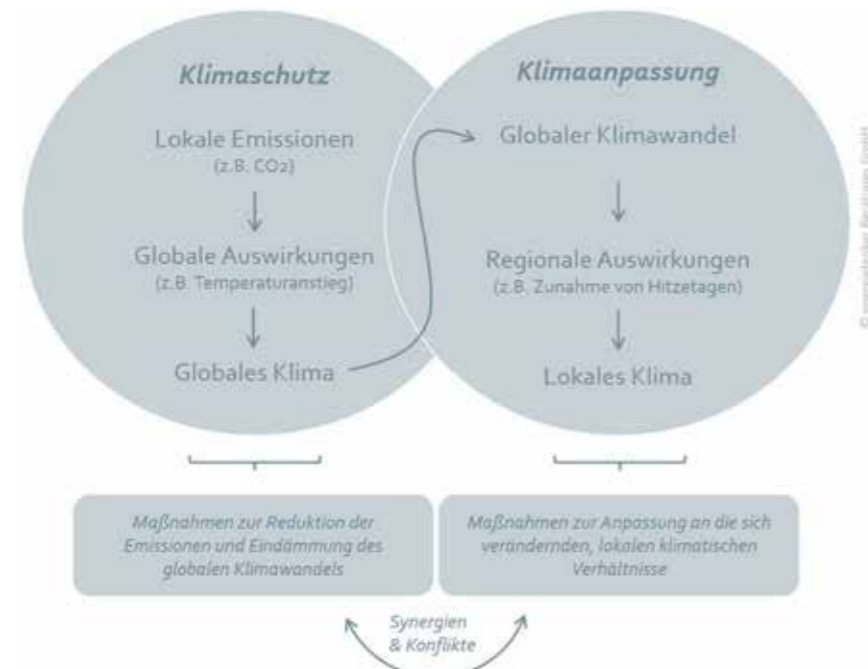 Klimaschutz
Lokale Emissionen
(z.B. CO2)
Globale Auswirkungen
(z.B. Temperaturanstieg)
Globales Klima
Klimaanpassung
Globaler Klimawandel
Regionale Auswirkungen
(z.B. Zunahme von Hitzetagen)
Lokales Klima
Maßnahmen zur Reduktion der
Emissionen und Eindämmung des
globalen Klimawandels
Maßnahmen zur Anpassung an die sich
verändernden, lokalen klimatischen
Verhältnisse
Synergien
& Konflikte